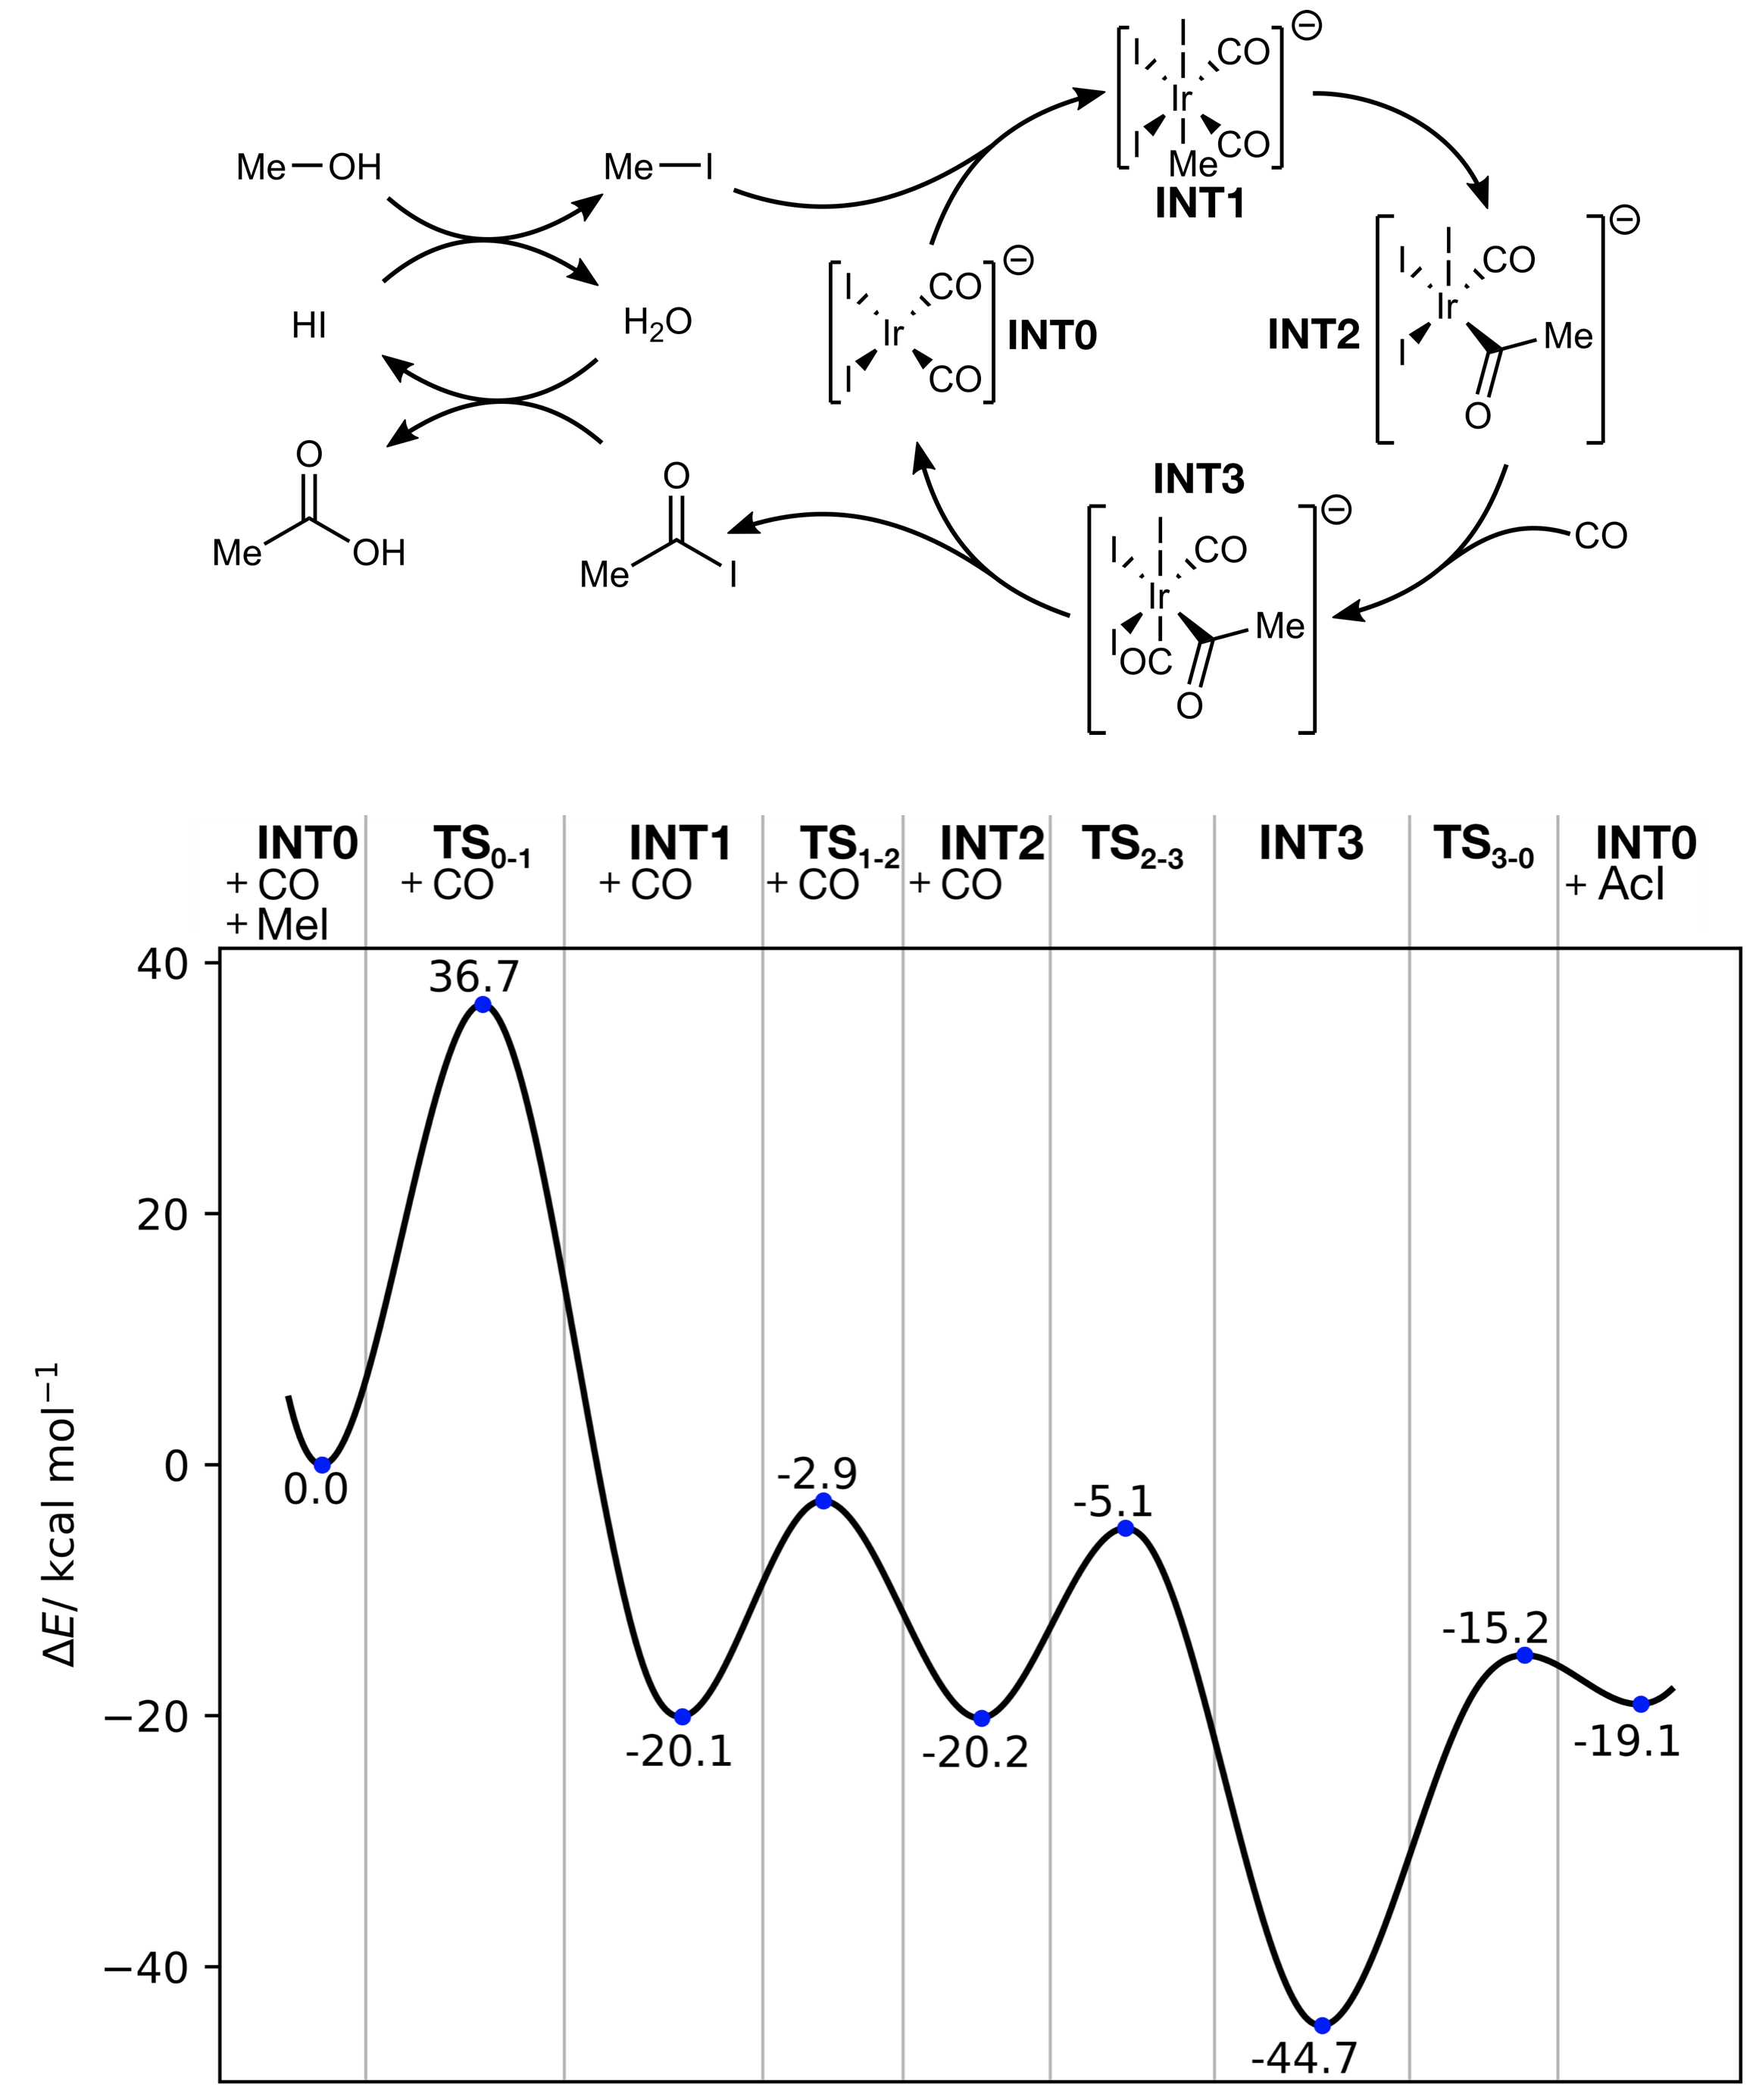 I
I CO
Ir
I CO
Me
INT1
⊖
Me OH
Me I
HI
H2O
I CO
Ir
I CO
⊖
INT0
I
I CO
Ir
I Me
O
⊖
INT2
INT3
I
I CO
Ir
I Me
OC
O
⊖
CO
O
Me OH
O
Me I
INT0
+ CO
+ MeI
TS0-1
+ CO
INT1
+ CO
TS1-2
+ CO
INT2
+ CO
TS2-3
INT3
TS3-0
INT0
+ AcI
40
20
0
−20
−40
ΔE/ kcal mol−1
0.0
36.7
-20.1
-2.9
-20.2
-5.1
-44.7
-15.2
-19.1